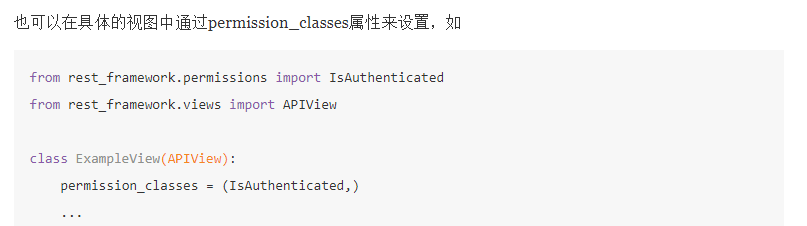 也可以在具体的视图中通过permission_classes属性来设置，如
from rest_framework.permissions import IsAuthenticated
from rest_framework.views import APIView
class ExampleView(APIView):
    permission_classes = (IsAuthenticated,)
    ...